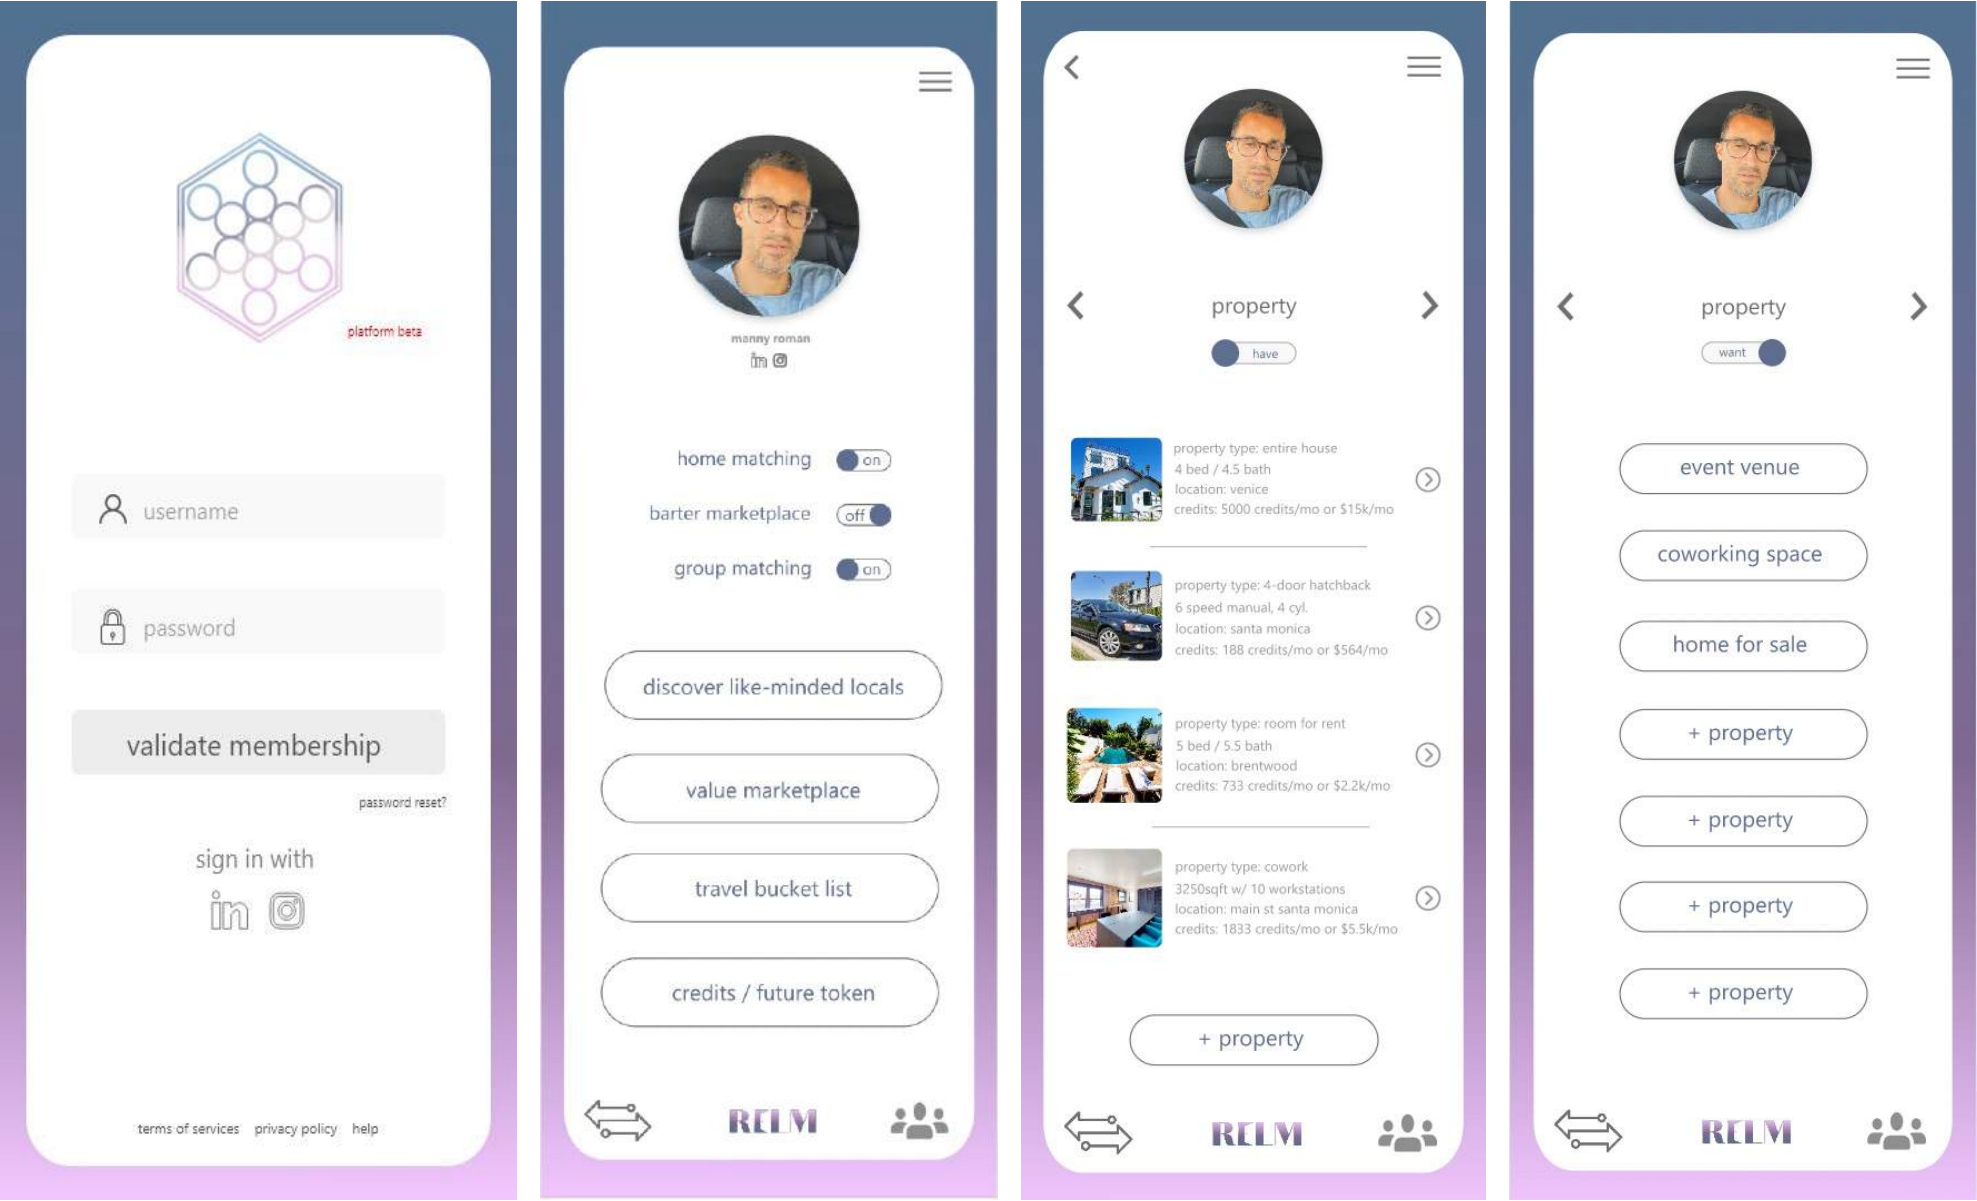 platform beta
username
password
validate membership
password reset?
sign in with
in
terms of services privacy policy help
manny roman
in
home matching on
barter marketplace off
group matching on
discover like-minded locals
value marketplace
travel bucket list
credits / future token
RELM
property
have
property type: entire house
4 bed / 4.5 bath
location: venice
credits: 5000 credits/mo or $15k/mo
property type: 4-door hatchback
6 speed manual, 4 cyl.
location: santa monica
credits: 188 credits/mo or $564/mo
property type: room for rent
5 bed / 5.5 bath
location: brentwood
credits: 733 credits/mo or $2.2k/mo
property type: cowork
3250sqft w/ 10 workstations
location: main st santa monica
credits: 1833 credits/mo or $5.5k/mo
+ property
RELM
property
want
event venue
coworking space
home for sale
+ property
+ property
+ property
+ property
RELM